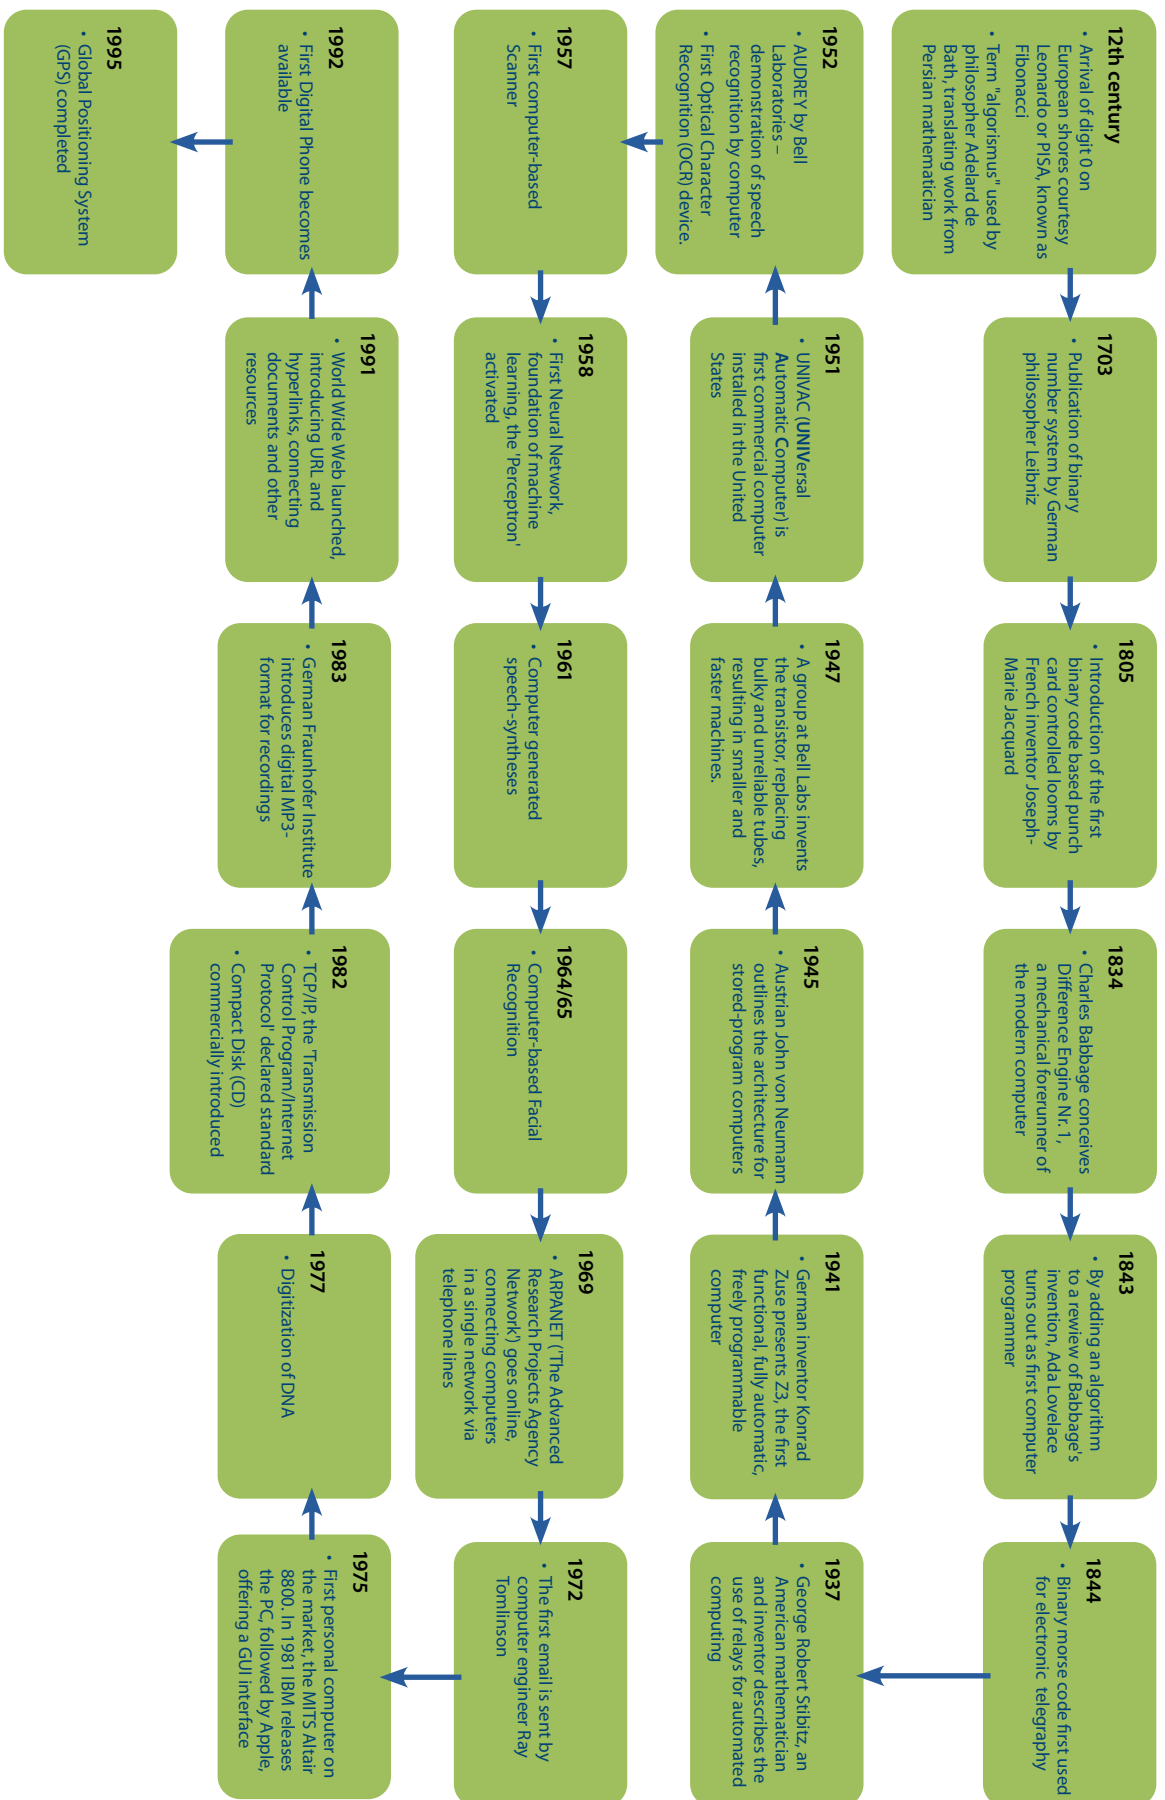 12th century
• Arrival of digit 0 on
European shores courtesy
Leonardo or PISA, known as
Fibonacci
• Term "algorismus" used by
philosopher Adelard de
Bath, translating work from
Persian mathematician
1703
• Publication of binary
number system by German
philosopher Leibniz
1805
• Introduction of the first
binary code based punch
card controlled looms by
French inventor Joseph-
Marie Jacquard
1834
• Charles Babbage conceives
Difference Engine Nr. 1,
a mechanical forerunner of
the modern computer
1843
• By adding an algorithm
to a rewiew of Babbage's
invention, Ada Lovelace
turns out as first computer
programmer
1844
• Binary morse code first used
for electronic telegraphy
1937
• George Robert Stibitz, an
American mathematician
and inventor describes the
use of relays for automated
computing
1941
• German inventor Konrad
Zuse presents Z3, the first
functional, fully automatic,
freely programmable
computer
1945
• Austrian John von Neumann
outlines the architecture for
stored-program computers
1947
• A group at Bell Labs invents
the transistor, replacing
bulky and unreliable tubes,
resulting in smaller and
faster machines.
1951
• UNIVAC (UNIVersal
Automatic Computer) is
first commercial computer
installed in the United
States
1952
• AUDREY by Bell
Laboratories –
demonstration of speech
recognition by computer
• First Optical Character
Recognition (OCR) device.
1957
• First computer-based
Scanner
1958
• First Neural Network,
foundation of machine
learning, the 'Perceptron'
activated
1961
• Computer generated
speech-syntheses
1964/65
• Computer-based Facial
Recognition
1969
• ARPANET ('The Advanced
Research Projects Agency
Network') goes online,
connecting computers
in a single network via
telephone lines
1972
• The first email is sent by
computer engineer Ray
Tomlinson
1975
• First personal computer on
the market, the MITS Altair
8800. In 1981 IBM releases
the PC, followed by Apple,
offering a GUI interface
1977
• Digitization of DNA
1982
• TCP/IP, the 'Transmission
Control Program/Internet
Protocol' declared standard
• Compact Disk (CD)
commercially introduced
1983
• German Fraunhofer Institute
introduces digital MP3-
format for recordings
1991
• World Wide Web launched,
introducing URL and
hyperlinks, connecting
documents and other
resources
1992
• First Digital Phone becomes
available
1995
• Global Positioning System
(GPS) completed